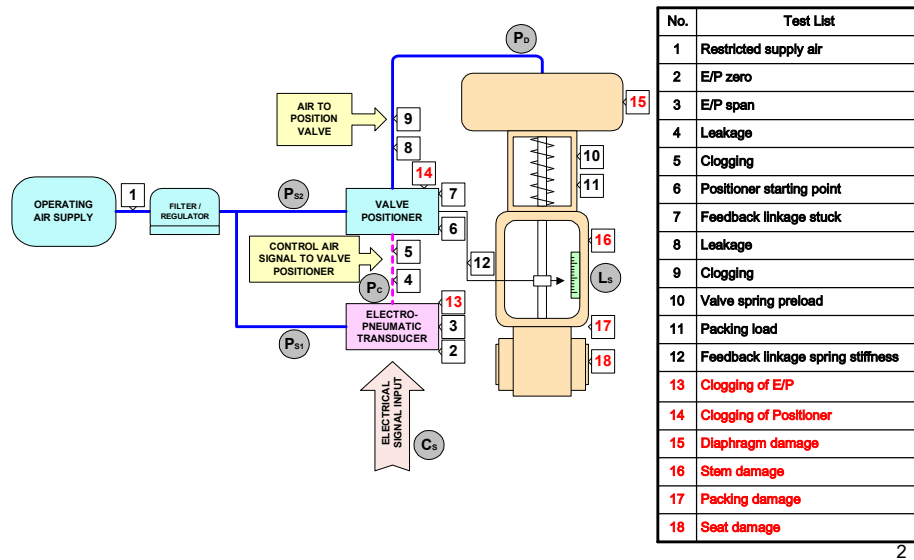 PD
AIR TO
POSITION
VALVE
9
8
14
15
10
11
OPERATING
AIR SUPPLY
1
FILTER /
REGULATOR
PS2
VALVE
POSITIONER
7
6
CONTROL AIR
SIGNAL TO VALVE
POSITIONER
5
4
PC
12
16
LS
13
ELECTRO-
PNEUMATIC
TRANSDUCER
3
2
PS1
17
18
ELECTRICAL
SIGNAL INPUT
CS
No. Test List
1 Restricted supply air
2 E/P zero
3 E/P span
4 Leakage
5 Clogging
6 Positioner starting point
7 Feedback linkage stuck
8 Leakage
9 Clogging
10 Valve spring preload
11 Packing load
12 Feedback linkage spring stiffness
13 Clogging of E/P
14 Clogging of Positioner
15 Diaphragm damage
16 Stem damage
17 Packing damage
18 Seat damage
2